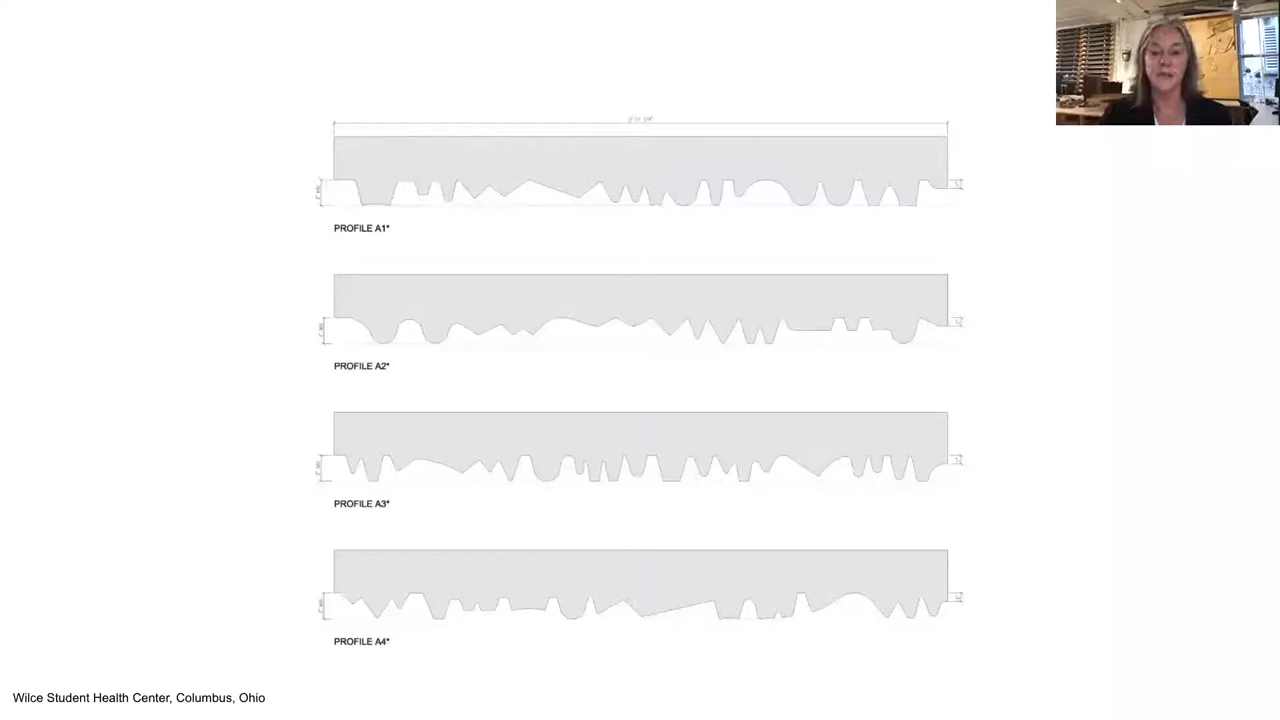 PROFILE A1*
PROFILE A2*
PROFILE A3*
PROFILE A4*
Wilce Student Health Center, Columbus, Ohio